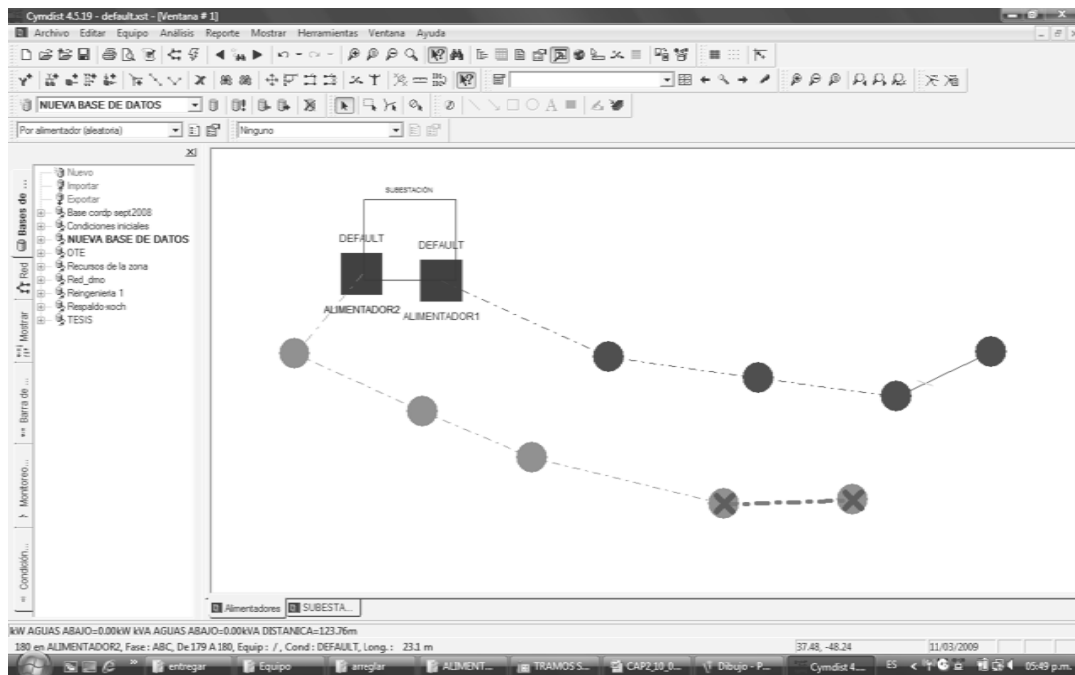 Cymdist 4.5.19 - default.xst - [Ventana # 1]
Archivo Editar Equipo Análisis Reporte Mostrar Herramientas Ventana Ayuda
NUEVA BASE DE DATOS
Por alimentador (aleatoria) Ninguno
Nuevo
Importar
Exportar
Base cordp sept2008
Condiciones iniciales
NUEVA BASE DE DATOS
OTE
Recursos de la zona
Red_dmo
Reingenieria 1
Respaldo-xoch
TESIS
Bases de ...
Red
Mostrar
Barra de ...
Monitoreo...
Condición...
SUBESTACIÓN
DEFAULT
DEFAULT
ALIMENTADOR2
ALIMENTADOR1
Alimentadores SUBESTA...
kW AGUAS ABAJO=0.00kW kVA AGUAS ABAJO=0.00kVA DISTANICA=123.76m
180 en ALIMENTADOR2, Fase : ABC, De 179 A 180, Equip : /, Cond : DEFAULT, Long. : 23.1 m 37.48, -48.24 11/03/2009
entregar Equipo arreglar ALIMENT... TRAMOS S... CAP2_10_0... Dibujo - P... Cymdist 4.... ES 05:49 p.m.